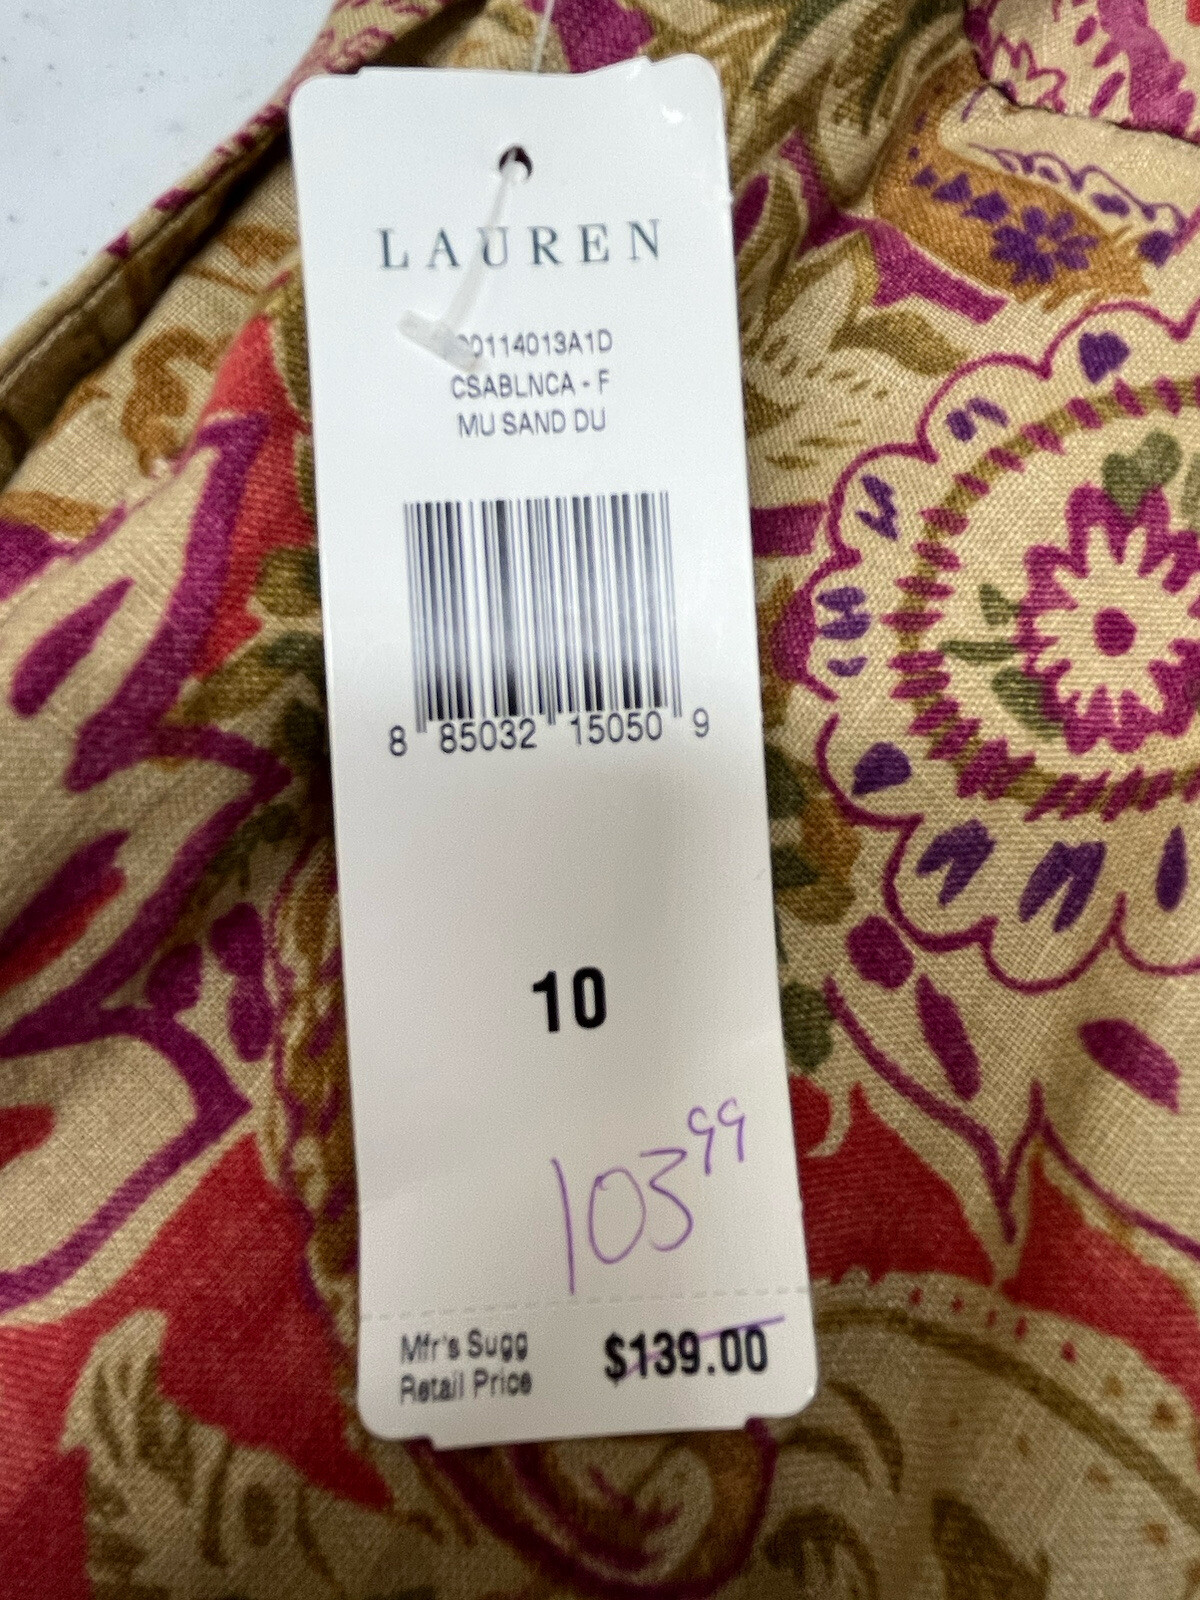 LAUREN
CSABLNCA - F
MU SAND DU
8 85032 15050 9
10
103 99
Mfr's Sugg
Retail Price
$139.00